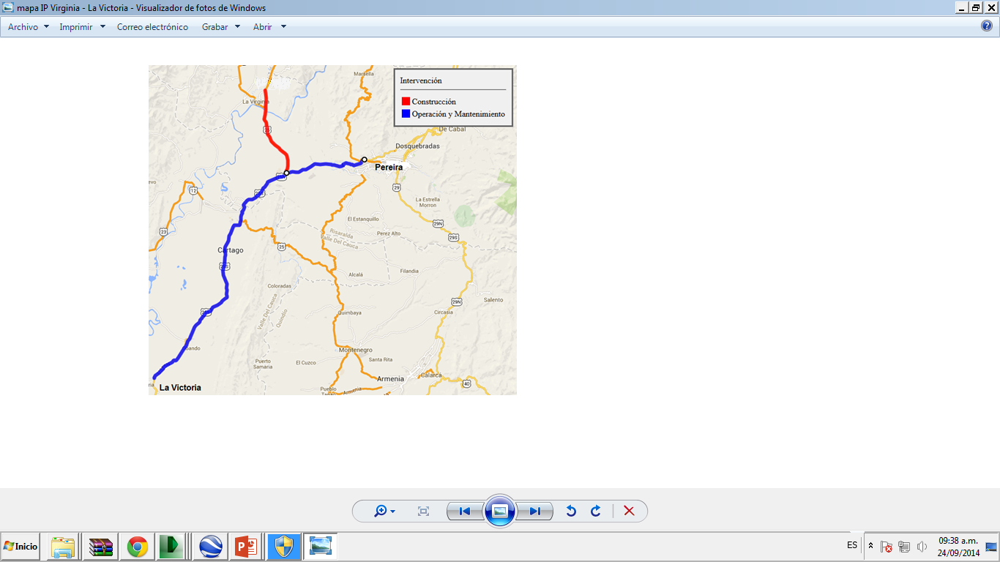 mapa IP Virginia - La Victoria - Visualizador de fotos de Windows
Archivo Imprimir Correo electrónico Grabar Abrir
Marsella
Intervención
Construcción
Operación y Mantenimiento
La Virginia
De Cabal
Dosquebradas
Pereira
29
12
La Estrella
Morron
El Estanquillo
29N
23
Risaralda
Valle Del Cauca
Perez Alto
29S
25
Cartago
Alcalá
Filandia
Coloradas
Salento
29N
Valle Del Cauca
Quindío
Quimbaya
Circasia
Montenegro
Puerto
Samaria
El Cuzco
Santa Rita
Armenia
Calarca
40
La Victoria
Pueblo
Armenia
Inicio
ES
09:38 a.m.
24/09/2014